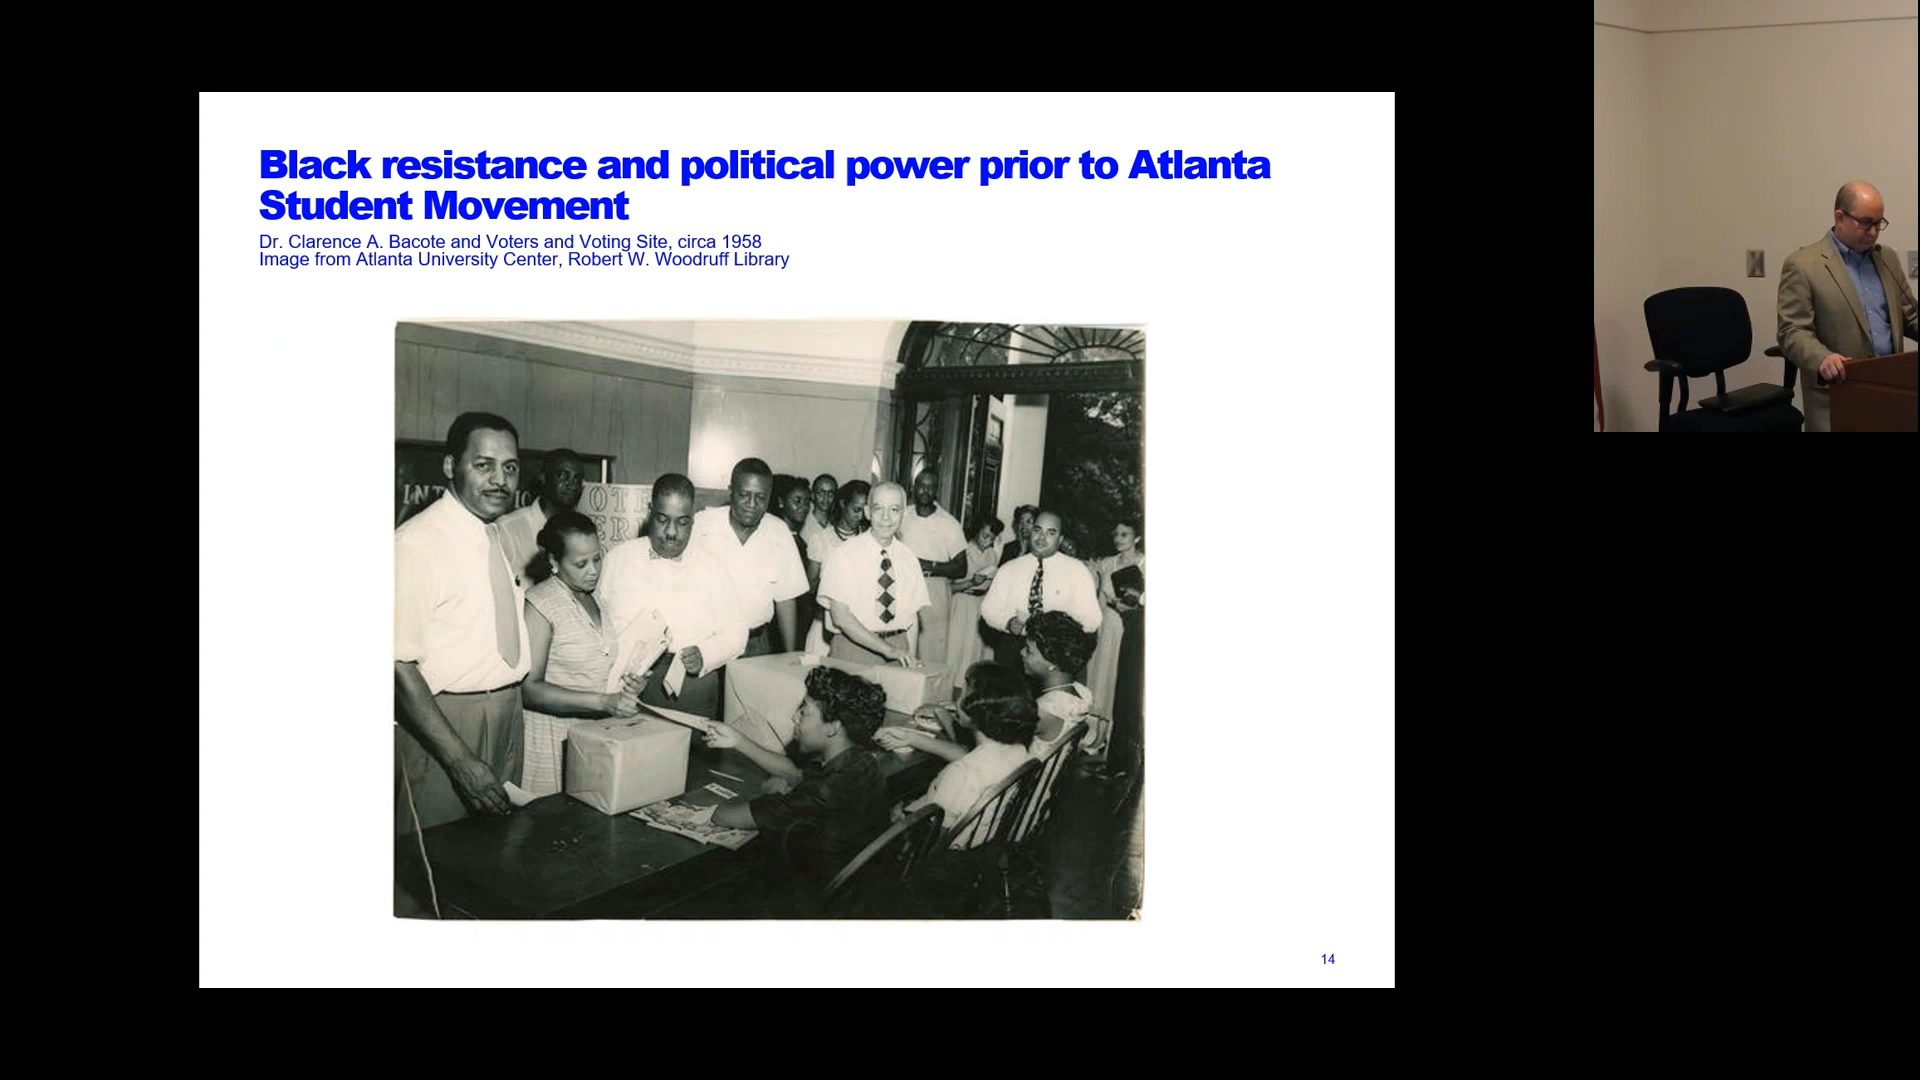 Black resistance and political power prior to Atlanta
Student Movement
Dr. Clarence A. Bacote and Voters and Voting Site, circa 1958
Image from Atlanta University Center, Robert W. Woodruff Library
14